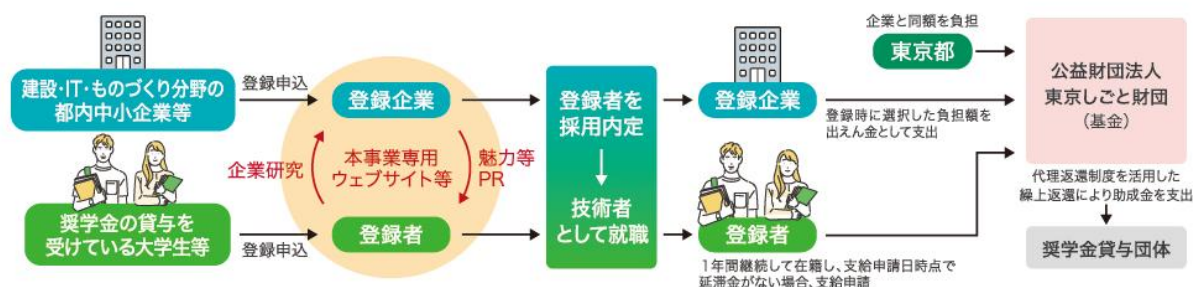 建設・IT・ものづくり分野の
都内中小企業等
奨学金の貸与を
受けている大学生等
登録申込
登録申込
登録企業
企業研究
本事業専用
ウェブサイト等
魅力等
PR
登録者
登録者を
採用内定
技術者
として就職
登録企業
登録時に選択した負担額を
出えん金として支出
登録者
1年間継続して在籍し、支給申請日時点で
延滞金がない場合、支給申請
企業と同額を負担
東京都
公益財団法人
東京しごと財団
（基金）
代理返還制度を活用した
繰上返還により助成金を支出
奨学金貸与団体